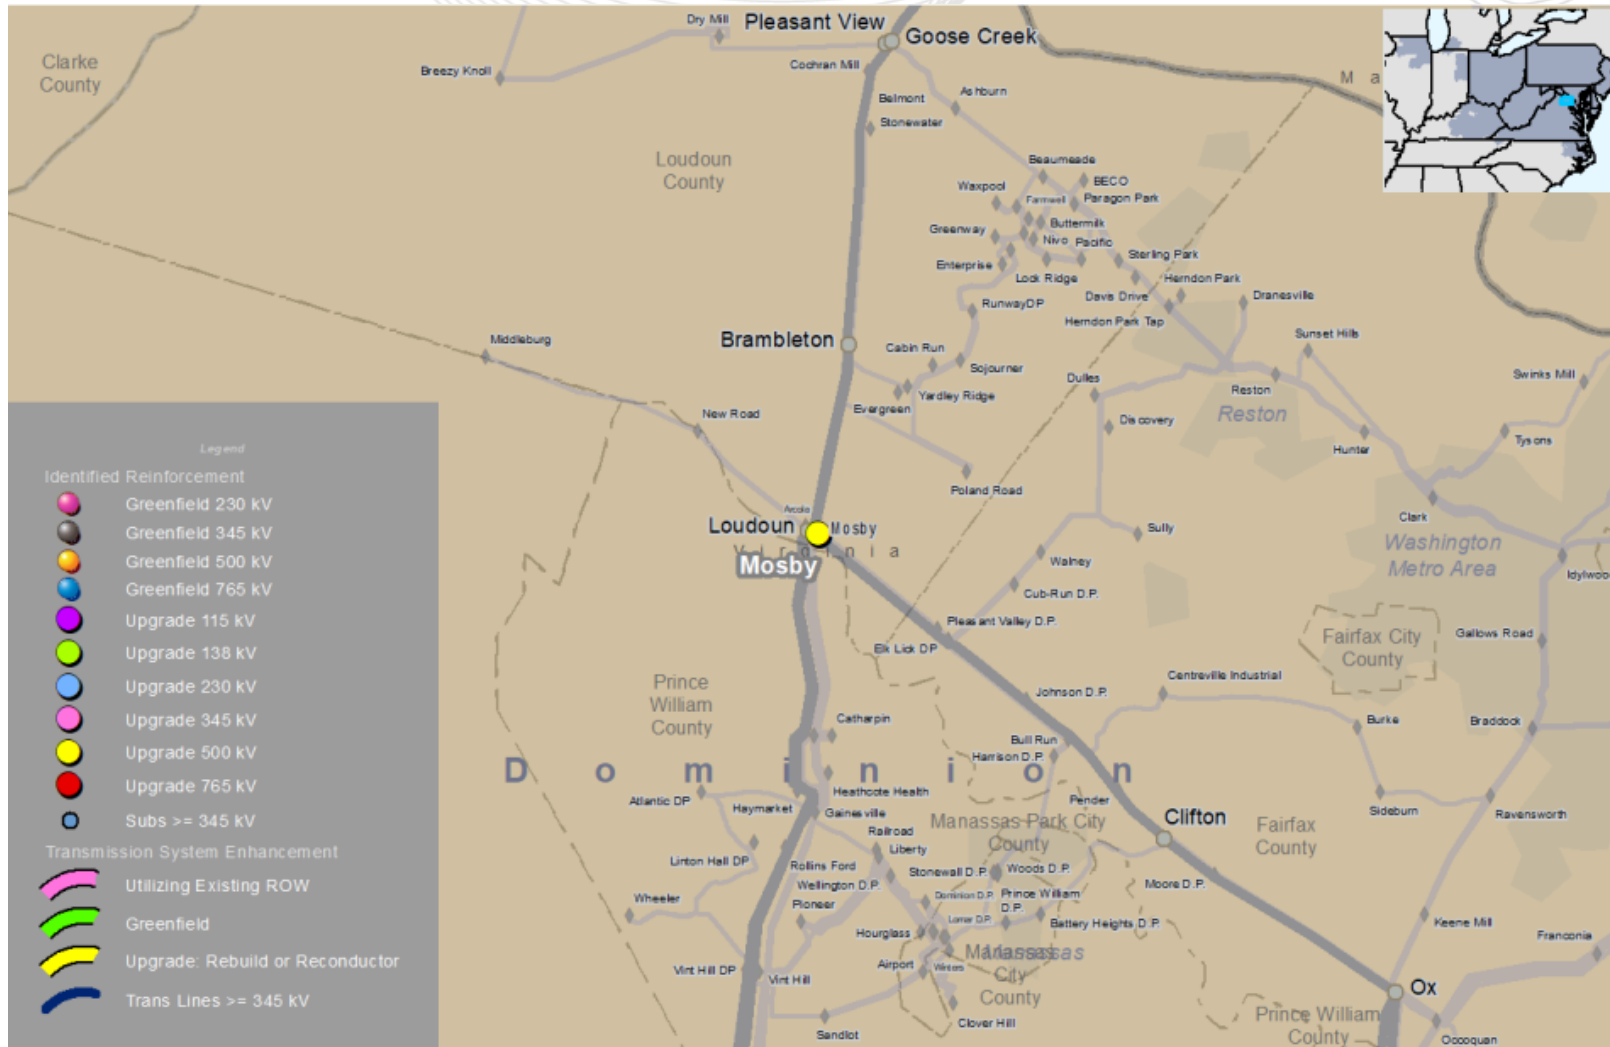 Dry Mill
Pleasant View
Goose Creek
Clarke
County
Breezy Knoll
Cochran Mill
M a
Ashburn
Belmont
Stonewater
Loudoun
County
Beaumeade
BECO
Waxpool
Farmwell
Paragon Park
Greenway
Buttermilk
Nivo
Pacific
Enterprise
Sterling Park
Lock Ridge
Herndon Park
RunwayDP
Davis Drive
Dranesville
Herndon Park Tap
Sunset Hills
Middleburg
Brambleton
Cabin Run
Sojourner
Dulles
Swinks Mill
Reston
Yardley Ridge
Evergreen
New Road
Discovery
Reston
Hunter
Tysons
Poland Road
Arcola
Loudoun
Mosby
Sully
Clark
Virginia
Mosby
Washington
Metro Area
Walney
Idylwood
Cub-Run D.P.
Pleasant Valley D.P.
Elk Lick DP
Fairfax City
County
Gallows Road
Prince
William
County
Centreville Industrial
Johnson D.P.
Catharpin
Burke
Braddock
Bull Run
Harrison D.P.
Dominion
Atlantic DP
Haymarket
Heathcote Health
Gainesville
Pender
Sideburn
Ravensworth
Manassas Park City
County
Clifton
Fairfax
County
Railroad
Liberty
Linton Hall DP
Rollins Ford
Stonewall D.P.
Woods D.P.
Wellington D.P.
Moore D.P.
Wheeler
Pioneer
Dominion D.P.
Prince William
D.P.
Lomar D.P.
Battery Heights D.P.
Keene Mill
Hourglass
Franconia
Manassas
City
County
Manassas
Airport
Winters
Vint Hill DP
Vint Hill
Clover Hill
Sandlot
Ox
Prince William
County
Occoquan
Legend
Identified Reinforcement
Greenfield 230 kV
Greenfield 345 kV
Greenfield 500 kV
Greenfield 765 kV
Upgrade 115 kV
Upgrade 138 kV
Upgrade 230 kV
Upgrade 345 kV
Upgrade 500 kV
Upgrade 765 kV
Subs >= 345 kV
Transmission System Enhancement
Utilizing Existing ROW
Greenfield
Upgrade: Rebuild or Reconductor
Trans Lines >= 345 kV